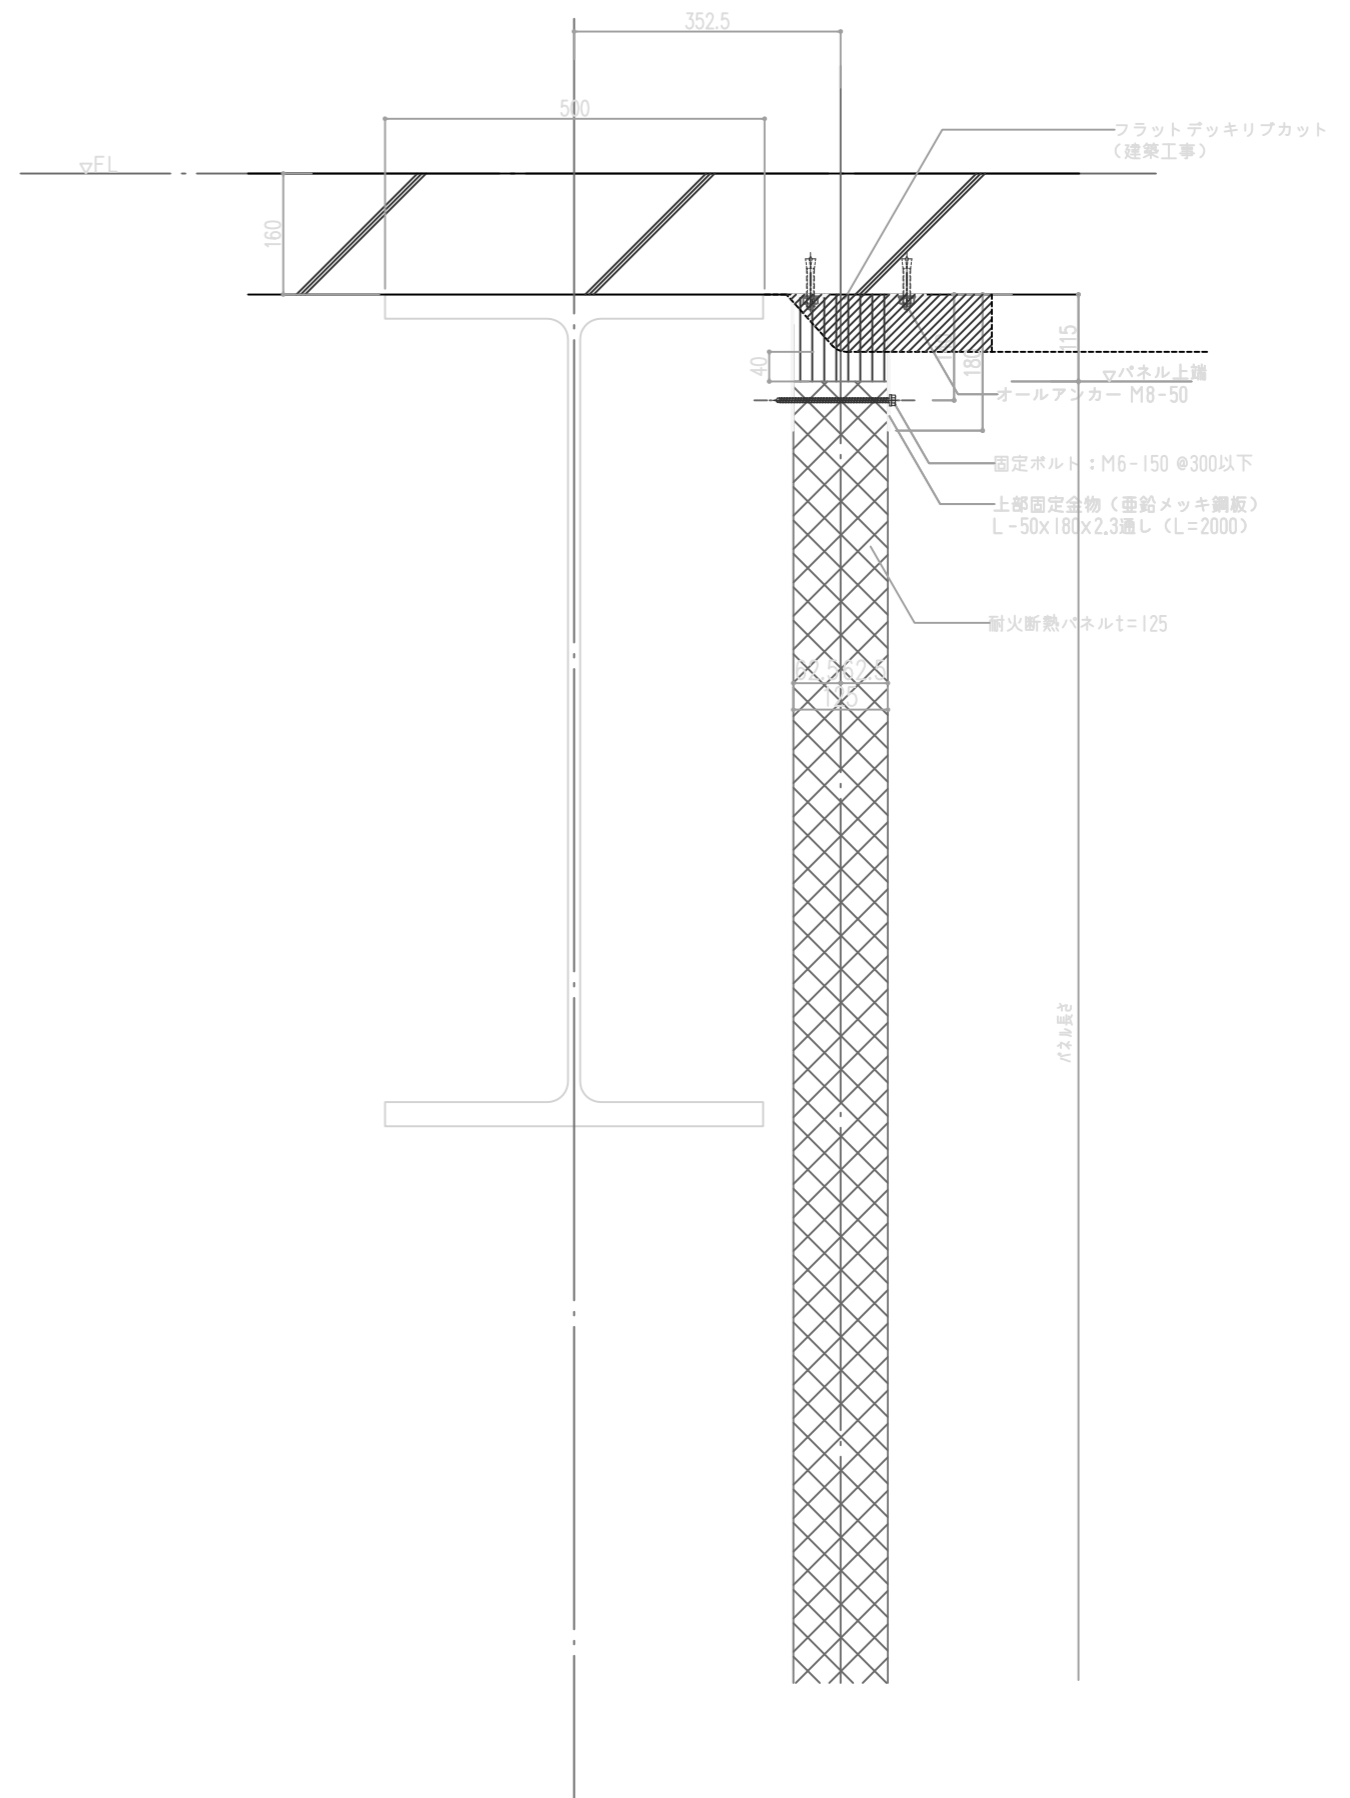 352.5
500
フラットデッキリブカット
（建築工事）
▽FL
160
115
40
180
▽パネル上端
オールアンカー M8-50
固定ボルト：M6-150 @300以下
上部固定金物（亜鉛メッキ鋼板）
L-50x180x2.3通し（L=2000）
耐火断熱パネルt=125
62.5 62.5
125
パネル長さ